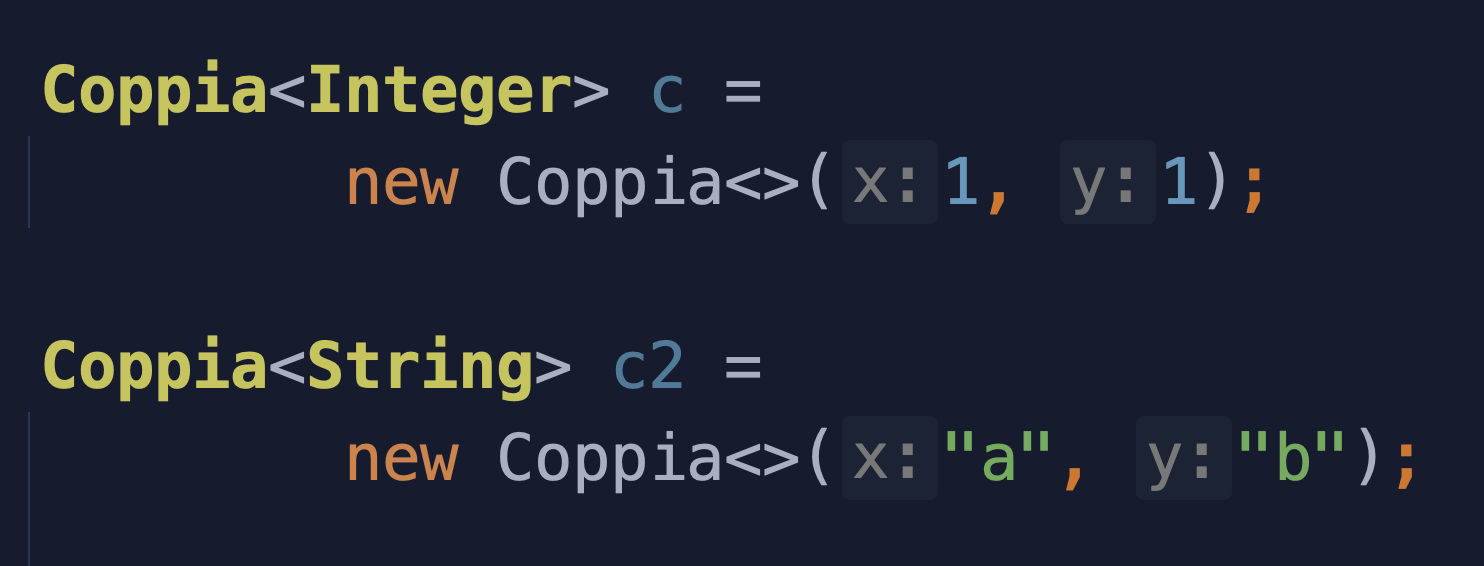 Coppia<Integer> c =
new Coppia<>( x: 1, y: 1);
Coppia<String> c2 =
new Coppia<>( x: "a", y: "b");